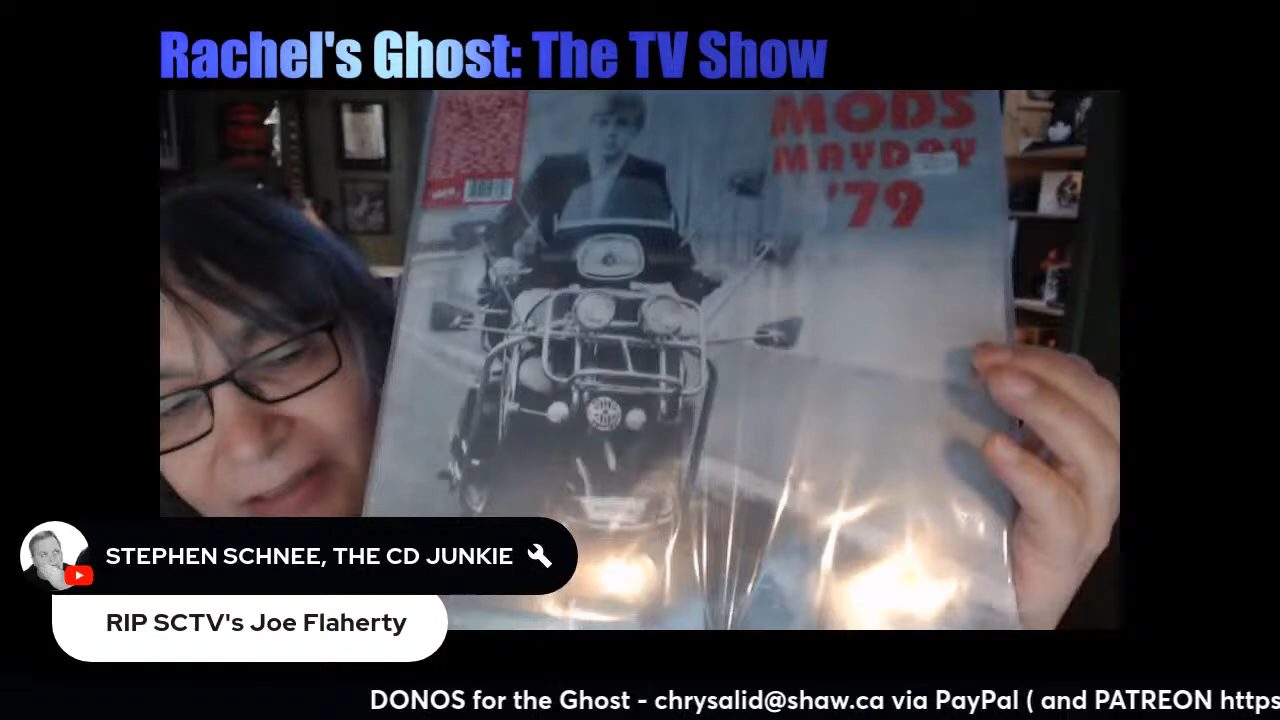 Rachel's Ghost: The TV Show
MODS
MAYDAY
'79
STEPHEN SCHNEE, THE CD JUNKIE
RIP SCTV's Joe Flaherty
DONOS for the Ghost - chrysalid@shaw.ca via PayPal ( and PATREON https